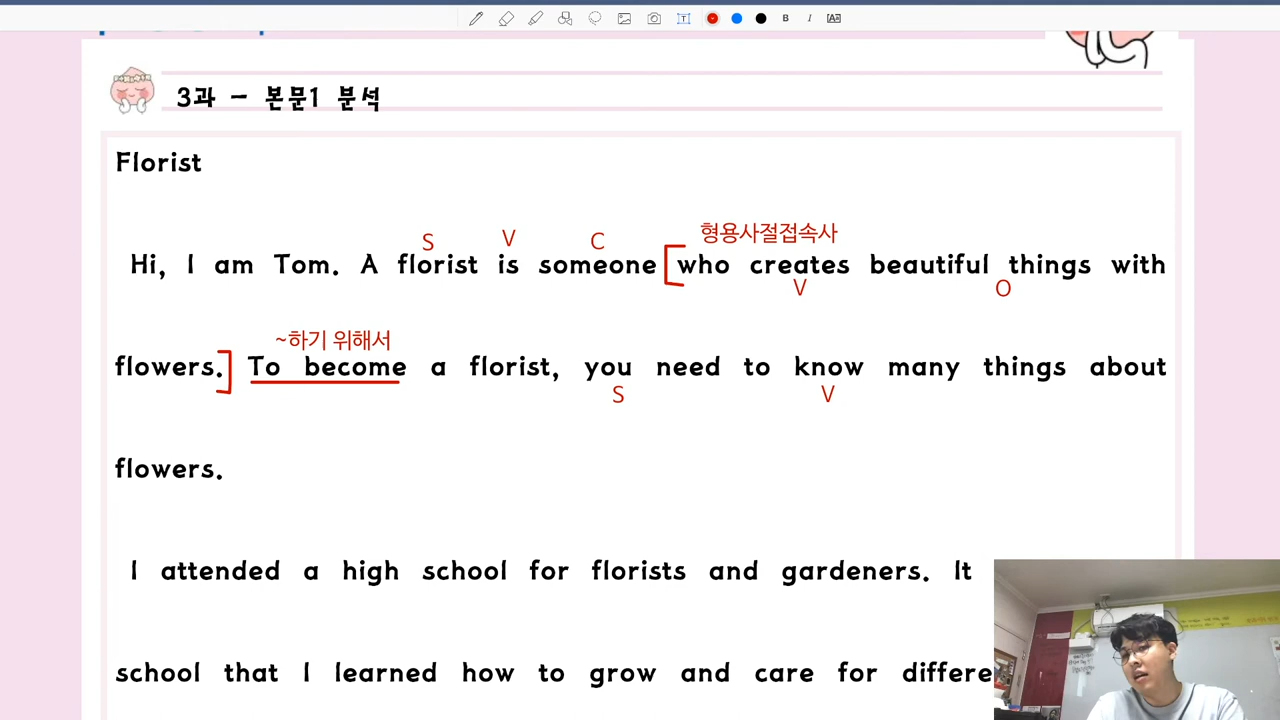 3과 – 본문1 분석
Florist
S V C 형용사절접속사
Hi, I am Tom. A florist is someone [who creates beautiful things with
V O
~하기 위해서
flowers.] To become a florist, you need to know many things about
S V
flowers.
I attended a high school for florists and gardeners. It
school that I learned how to grow and care for